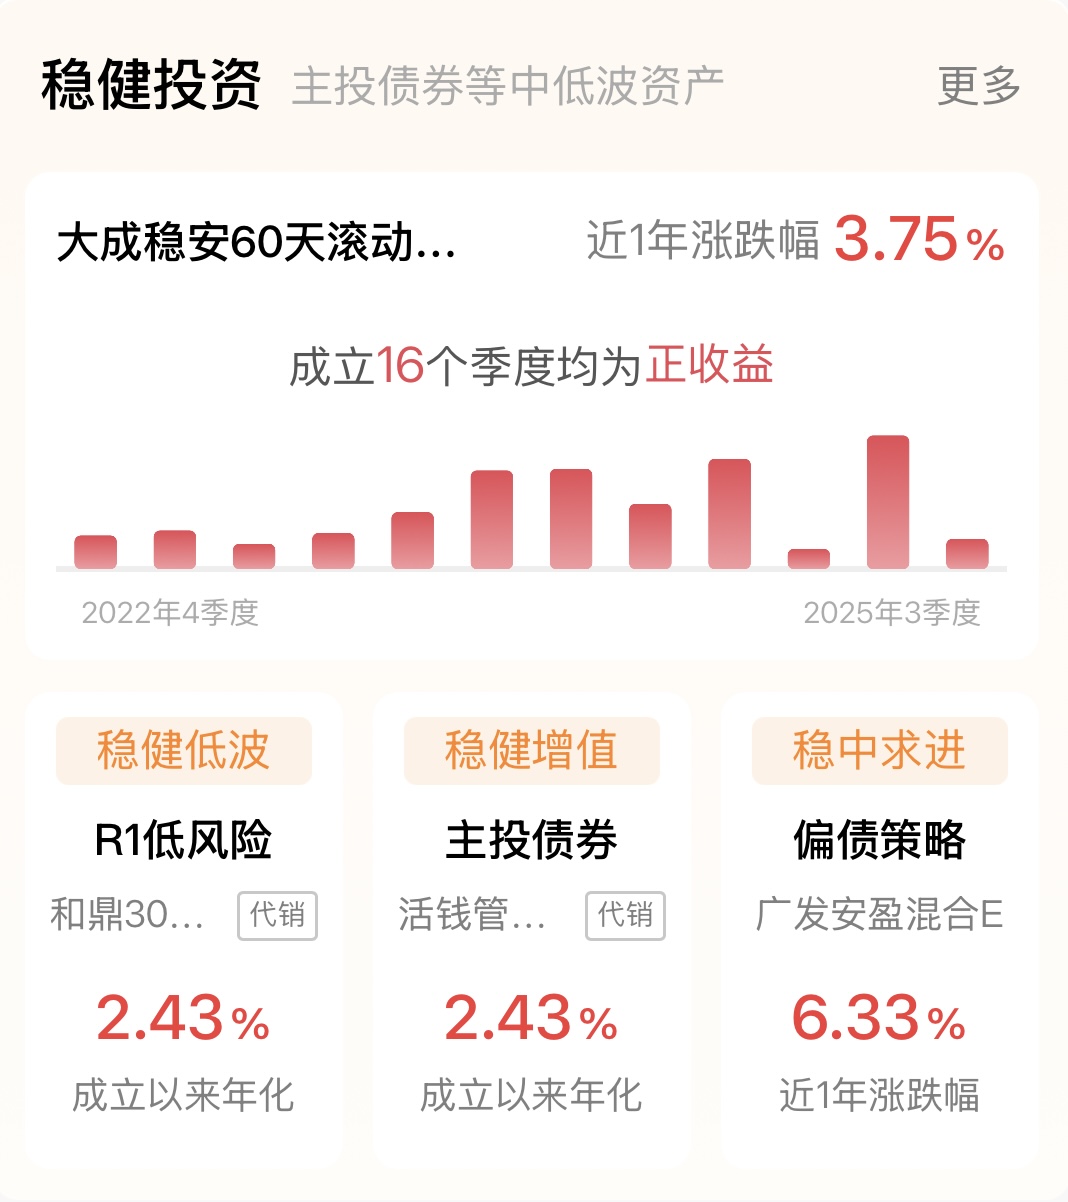 稳健投资 主投债券等中低波资产 更多
大成稳安60天滚动... 近1年涨跌幅 3.75%
成立16个季度均为正收益
2022年4季度 2025年3季度
稳健低波 稳健增值 稳中求进
R1低风险 主投债券 偏债策略
和鼎30... 代销 活钱管... 代销 广发安盈混合E
2.43% 2.43% 6.33%
成立以来年化 成立以来年化 近1年涨跌幅